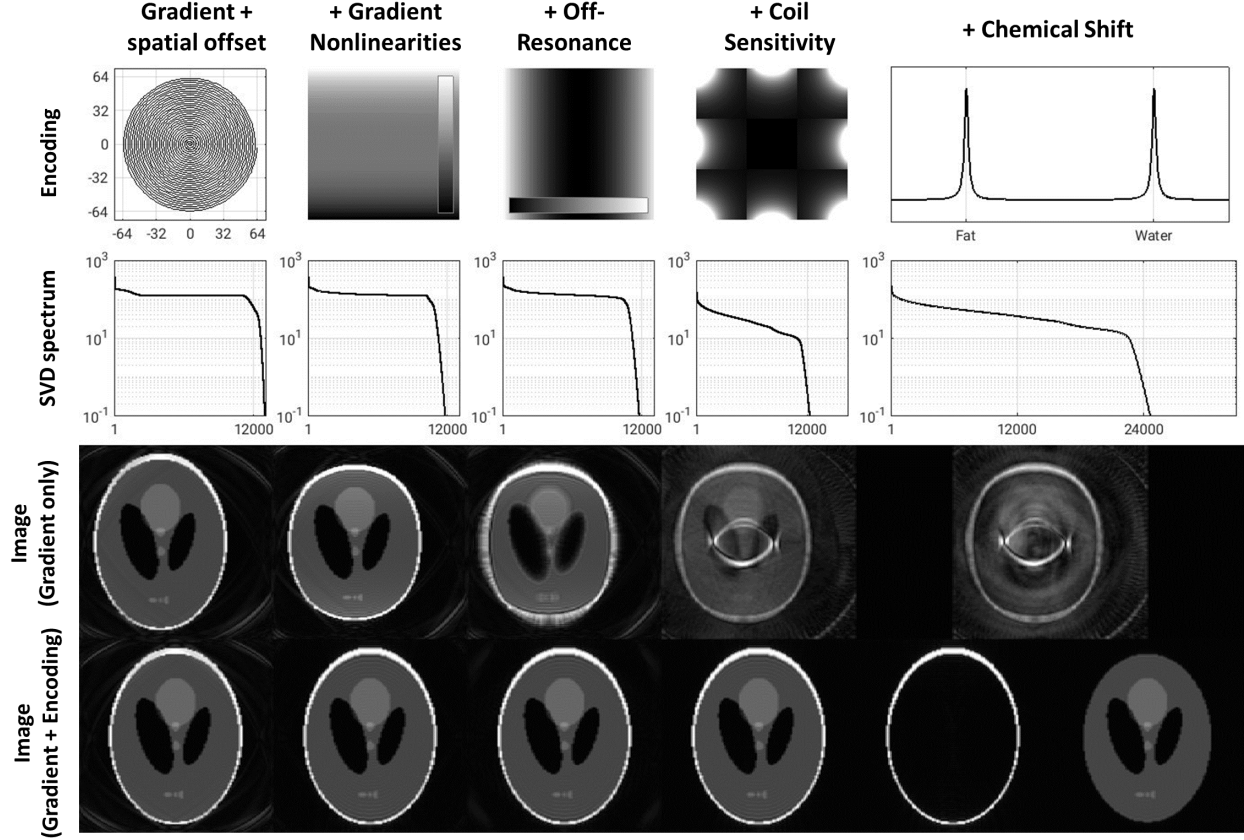 Gradient +
spatial offset
+ Gradient
Nonlinearities
+ Off-
Resonance
+ Coil
Sensitivity
+ Chemical Shift
Encoding
64
32
0
-32
-64
-64 -32 0 32 64
Fat Water
SVD spectrum
10³
10¹
10⁻¹
1 12000
10³
10¹
10⁻¹
1 12000
10³
10¹
10⁻¹
1 12000
10³
10¹
10⁻¹
1 12000
10³
10¹
10⁻¹
1 12000 24000
Image
(Gradient only)
Image
(Gradient + Encoding)